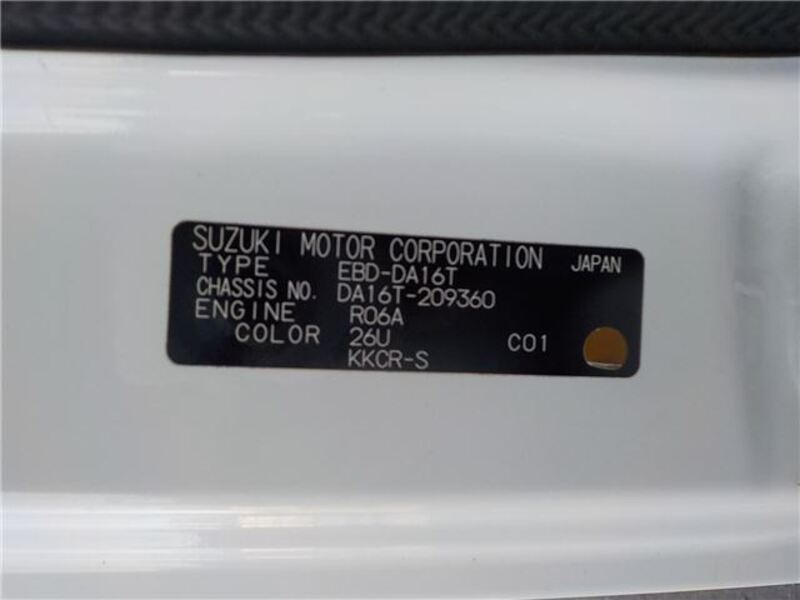 SUZUKI MOTOR CORPORATION JAPAN
TYPE EBD-DA16T
CHASSIS NO. DA16T-209360
ENGINE R06A
COLOR 26U C01
KKCR-S